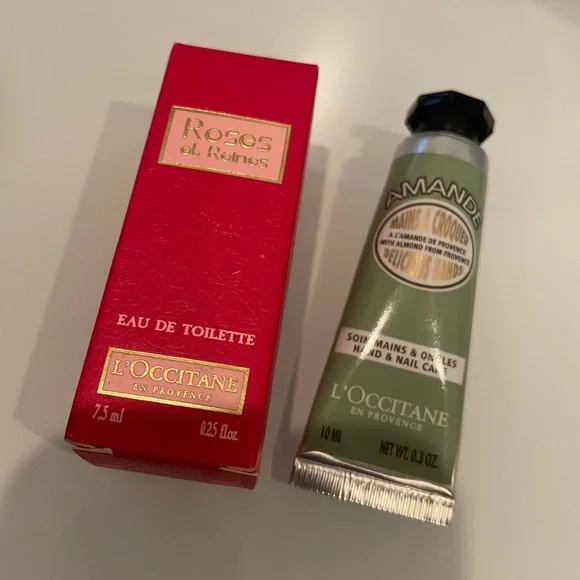 Roses
et Reines
EAU DE TOILETTE
L'OCCITANE
EN PROVENCE
7,5 ml
0.25 fl.oz.
AMANDE
MAINS À CROQUER
À L'AMANDE DE PROVENCE
WITH ALMOND FROM PROVENCE
DELICIOUS HANDS
SOIN MAINS & ONGLES
HAND & NAIL CARE
L'OCCITANE
EN PROVENCE
10 ML
NET WT. 0.3 OZ.